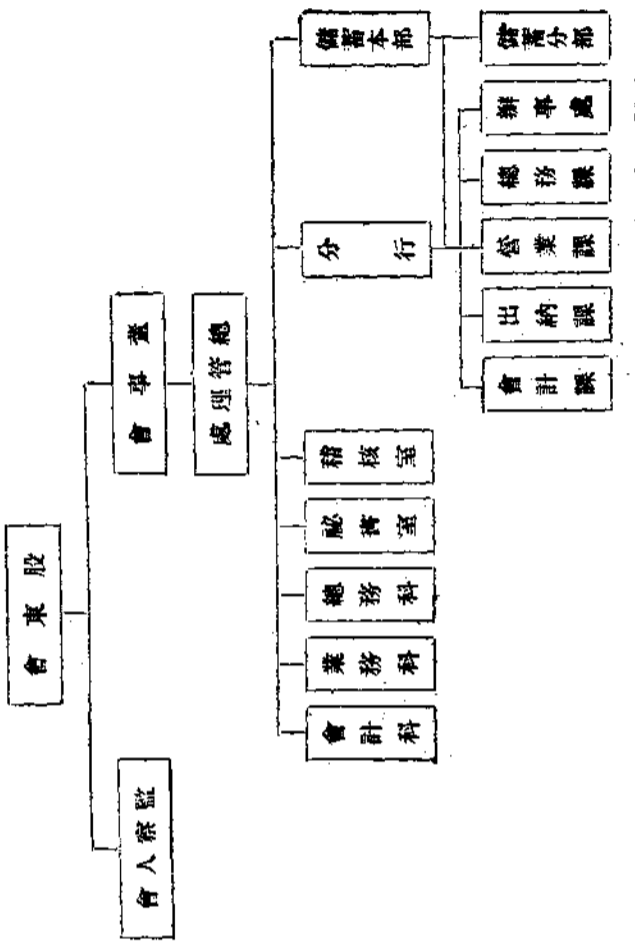 股東會
監察人會
董事會
總管理處
儲蓄本部
分行
稽核室
祕書室
總務科
業務科
會計科
儲蓄分部
辦事處
總務課
營業課
出納課
會計課